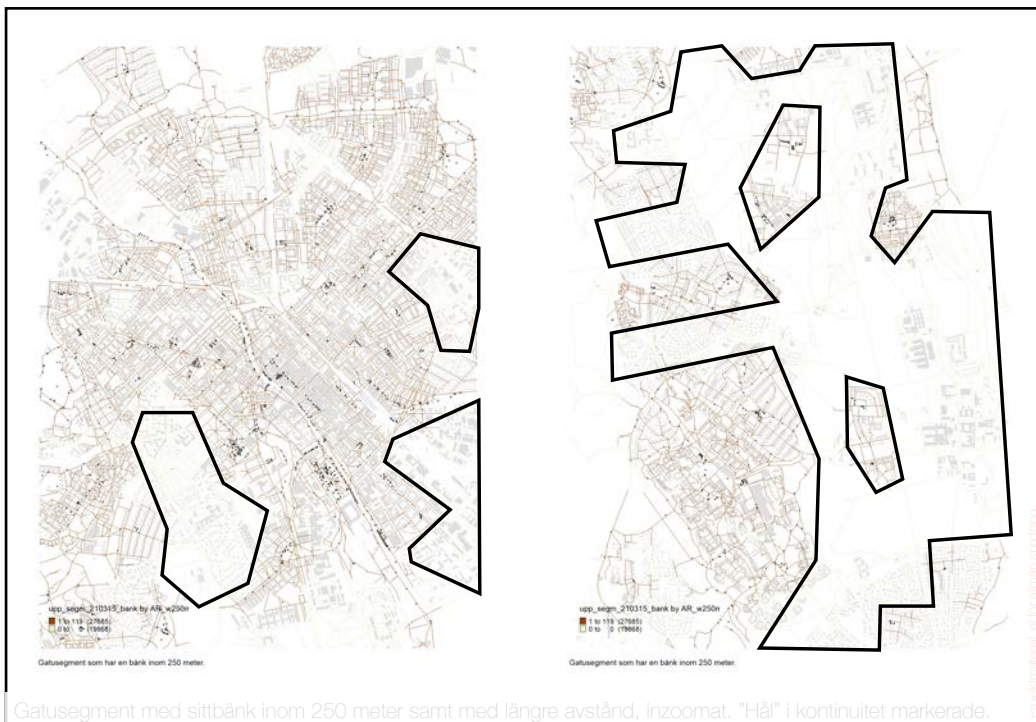 upp_segm_210315_bank by AR_w250m
1 to 119 (27685)
0 to 0 (19868)
Gatusegment som har en bänk inom 250 meter.
upp_segm_210315_bank by AR_w250m
1 to 119 (27685)
0 to 0 (19868)
Gatusegment som har en bänk inom 250 meter.
Gatusegment med sittbänk inom 250 meter samt med längre avstånd, inzoomat. "Hål" i kontinuitet markerade.